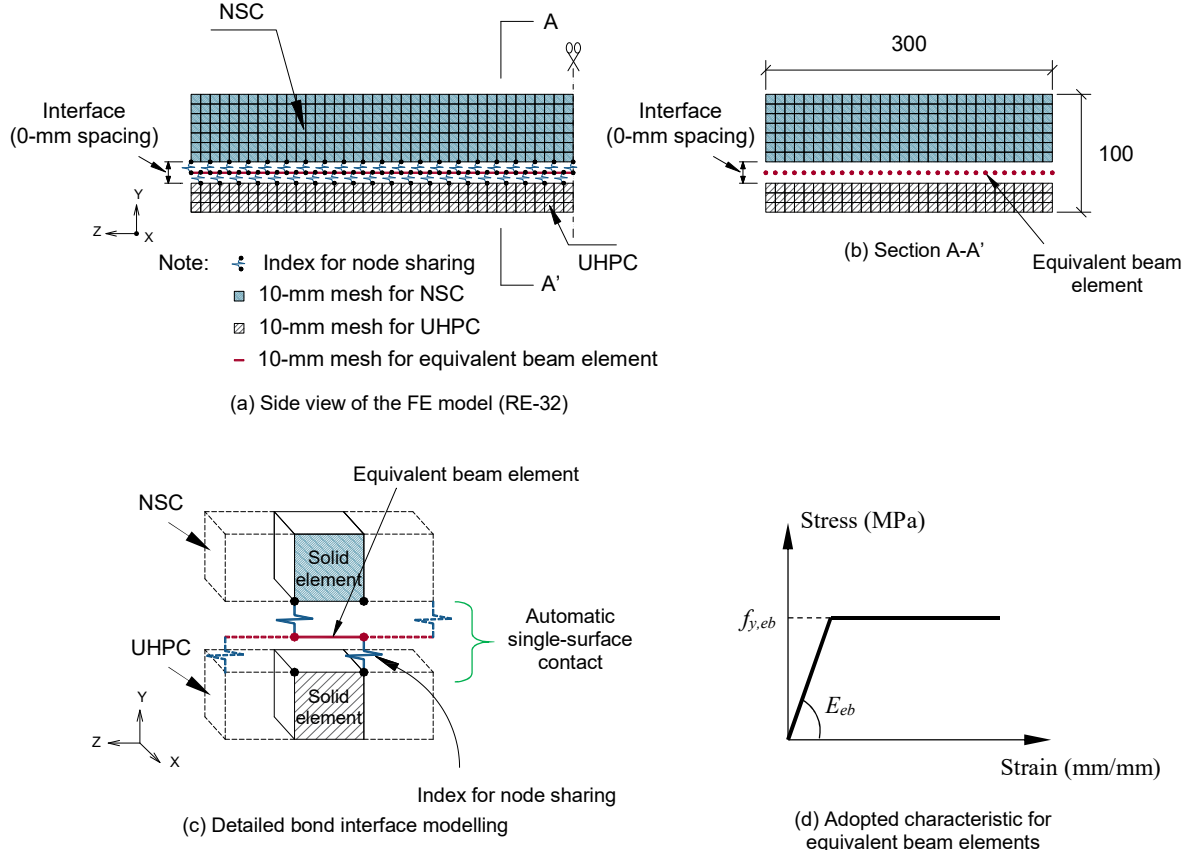 NSC
A
Interface
(0-mm spacing)
Y
Z
X
UHPC
A’
Note:
Index for node sharing
10-mm mesh for NSC
10-mm mesh for UHPC
10-mm mesh for equivalent beam element
(a) Side view of the FE model (RE-32)
300
Interface
(0-mm spacing)
100
(b) Section A-A’
Equivalent beam
element
Equivalent beam element
NSC
Solid
element
Automatic
single-surface
contact
UHPC
Solid
element
Y
Z
X
Index for node sharing
(c) Detailed bond interface modelling
Stress (MPa)
fy,eb
Eeb
Strain (mm/mm)
(d) Adopted characteristic for
equivalent beam elements